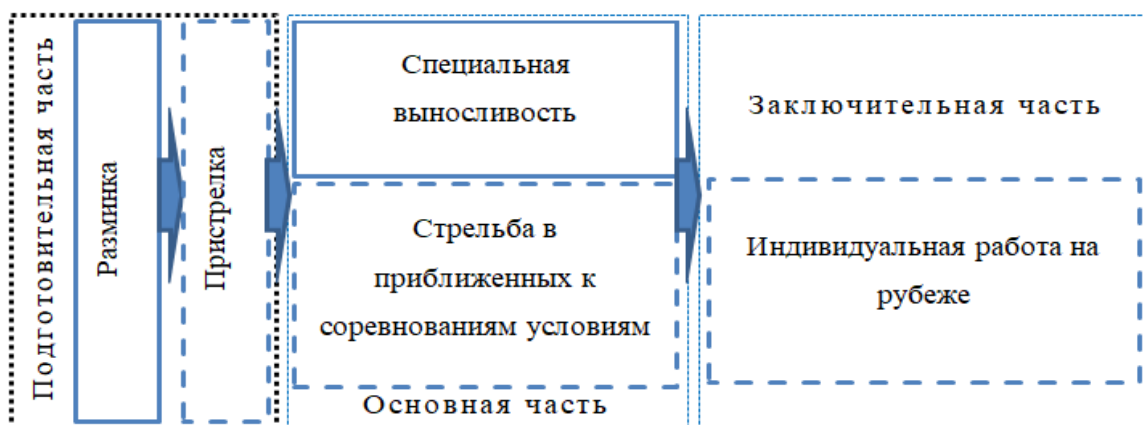 Подготовительная часть
Разминка
Пристрелка
Специальная
выносливость
Стрельба в
приближенных к
соревнованиям условиям
Основная часть
Заключительная часть
Индивидуальная работа на
рубеже